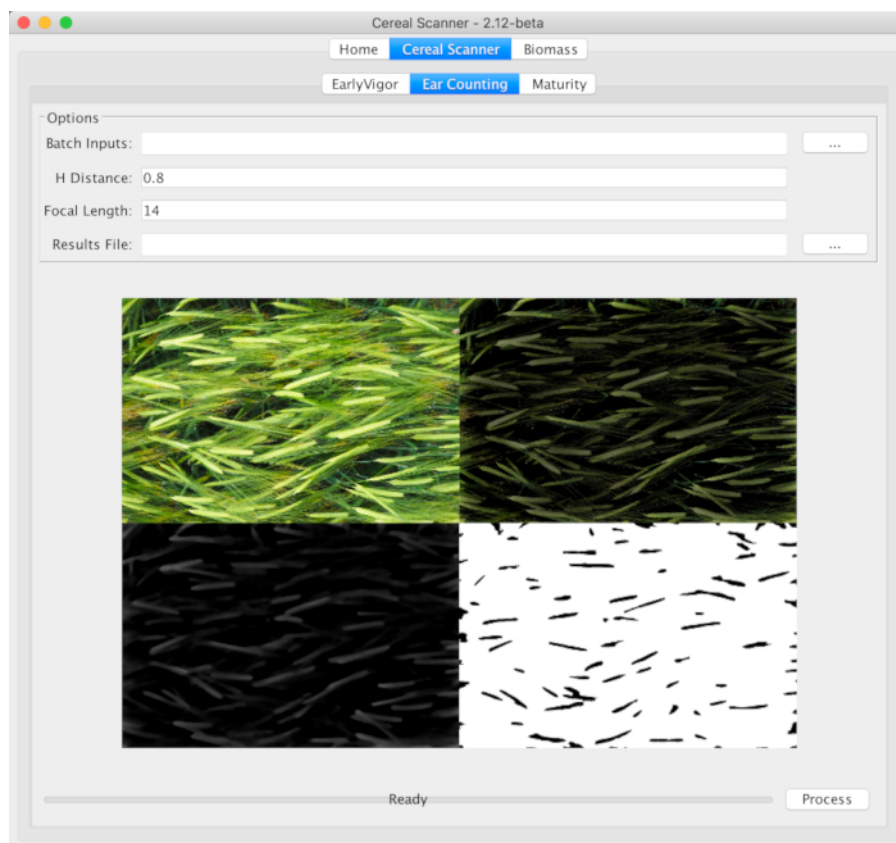 Cereal Scanner - 2.12-beta
Home Cereal Scanner Biomass
EarlyVigor Ear Counting Maturity
Options
Batch Inputs: ...
H Distance: 0.8
Focal Length: 14
Results File: ...
Ready Process